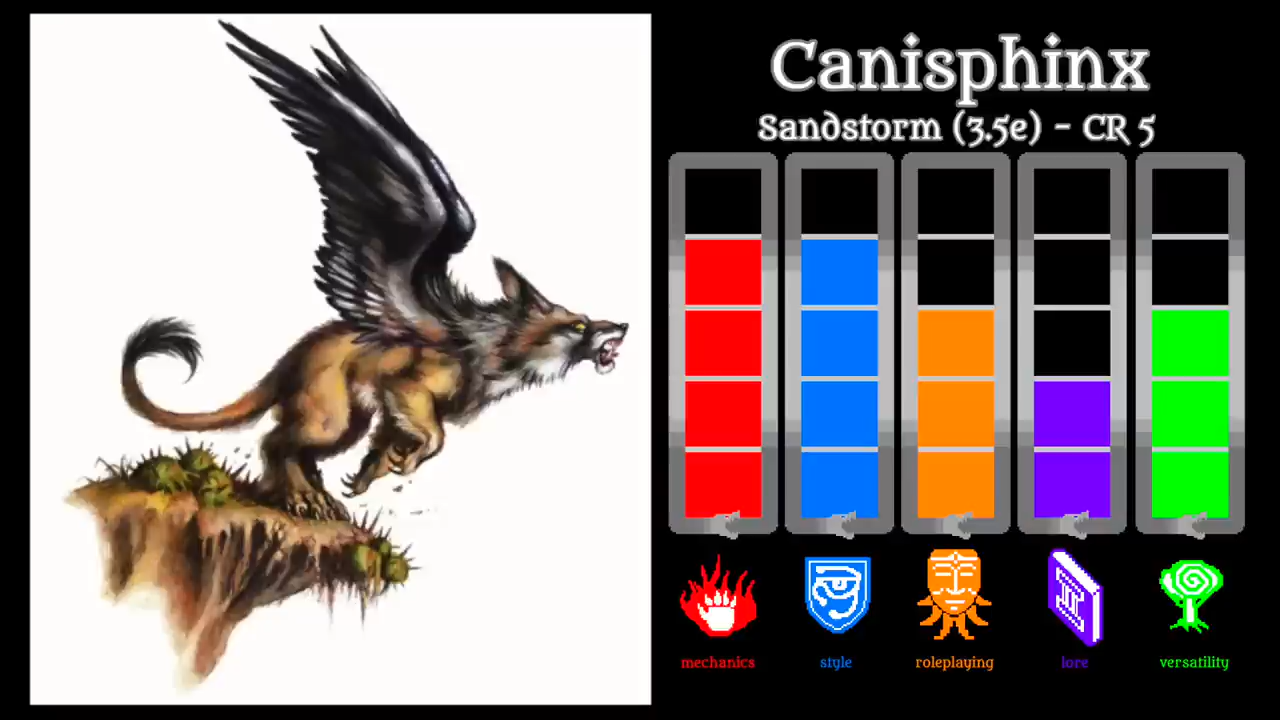 Canisphinx
Sandstorm (3.5e) - CR 5
mechanics
style
roleplaying
lore
versatility